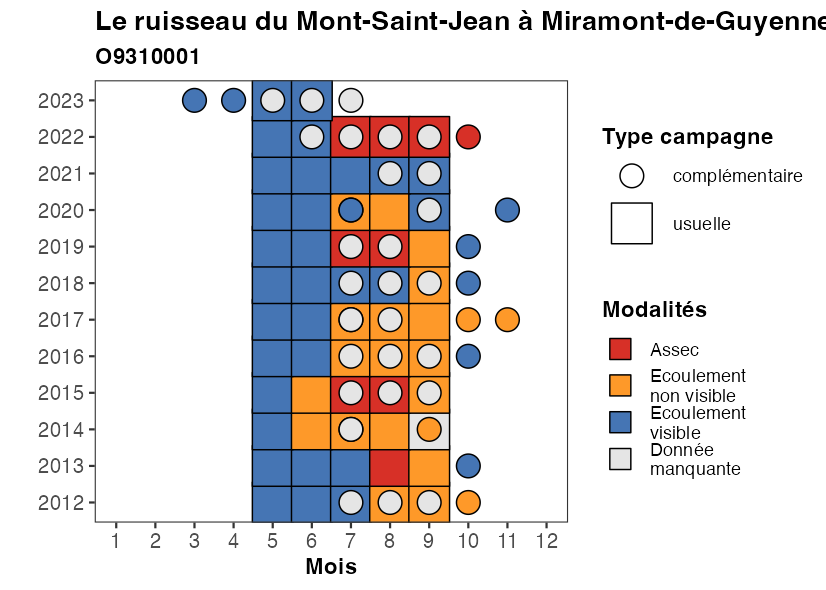 Le ruisseau du Mont-Saint-Jean à Miramont-de-Guyenne
O9310001
2023
2022
2021
2020
2019
2018
2017
2016
2015
2014
2013
2012
1 2 3 4 5 6 7 8 9 10 11 12
Mois
Type campagne
complémentaire
usuelle
Modalités
Assec
Ecoulement
non visible
Ecoulement
visible
Donnée
manquante